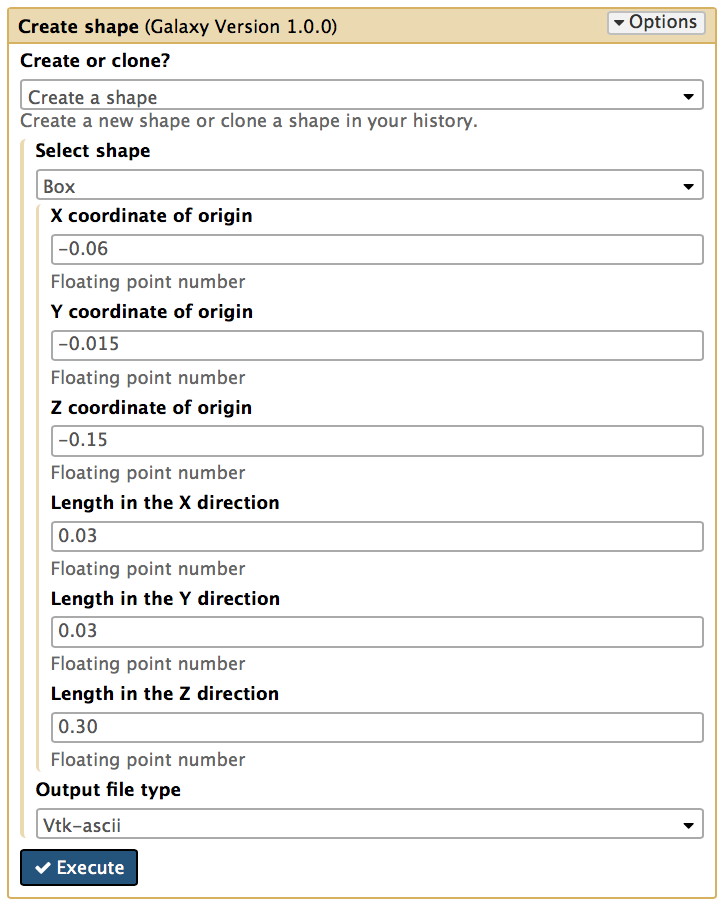 Create shape (Galaxy Version 1.0.0) Options
Create or clone?
Create a shape
Create a new shape or clone a shape in your history.
Select shape
Box
X coordinate of origin
-0.06
Floating point number
Y coordinate of origin
-0.015
Floating point number
Z coordinate of origin
-0.15
Floating point number
Length in the X direction
0.03
Floating point number
Length in the Y direction
0.03
Floating point number
Length in the Z direction
0.30
Floating point number
Output file type
Vtk-ascii
Execute